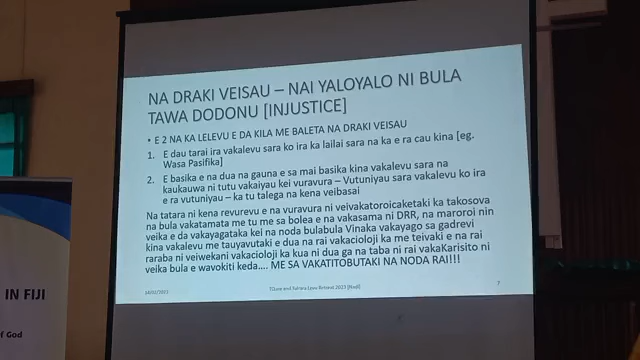 NA DRAKI VEISAU – NAI YALOYALO NI BULA
TAWA DODONU [INJUSTICE]
• E 2 NA KA LELEVU E DA KILA ME BALETA NA DRAKI VEISAU
1. E dau tarai ira vakalevu sara ko ira ka lailai sara na ka e ra cau kina [eg.
Wasa Pasifika]
2. E basika e na dua na gauna e sa mai basika kina vakalevu sara na
kaukauwa ni tutu vakaiyau kei vuravura – Vutuniyau sara vakalevu ko ira
e ra vutuniyau – ka tu talega na kena veibasai
Na tatara ni kena revurevu e na vuravura ni veivakatoroicaketaki ka takosova
na bula vakatamata me tu me sa bolea e na vakasama ni DRR, na maroroi nin
veika e da vakayagataka kei na noda bulabula Vinaka vakayago sa gadrevi
kina vakalevu me tauyavutaki e dua na rai vakacioloji ka me teivaki e na rai
raraba ni veiwekani vakacioloji ka kua ni dua ga na taba ni rai vakaKarisito ni
veika bula e wavokiti keda.... ME SA VAKATITOBUTAKI NA NODA RAI!!!
7
IN FIJI
of God